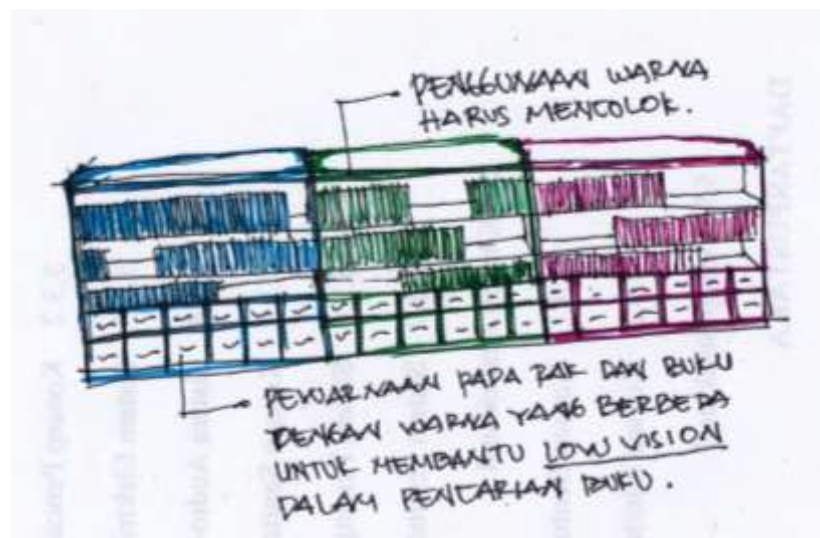 PENGGUNAAN WARNA
HARUS MENCOLOK.
PEWARNAAN PADA RAK DAN BUKU
DENGAN WARNA YANG BERBEDA
UNTUK MEMBANTU LOW VISION
DALAM PENCARIAN BUKU.